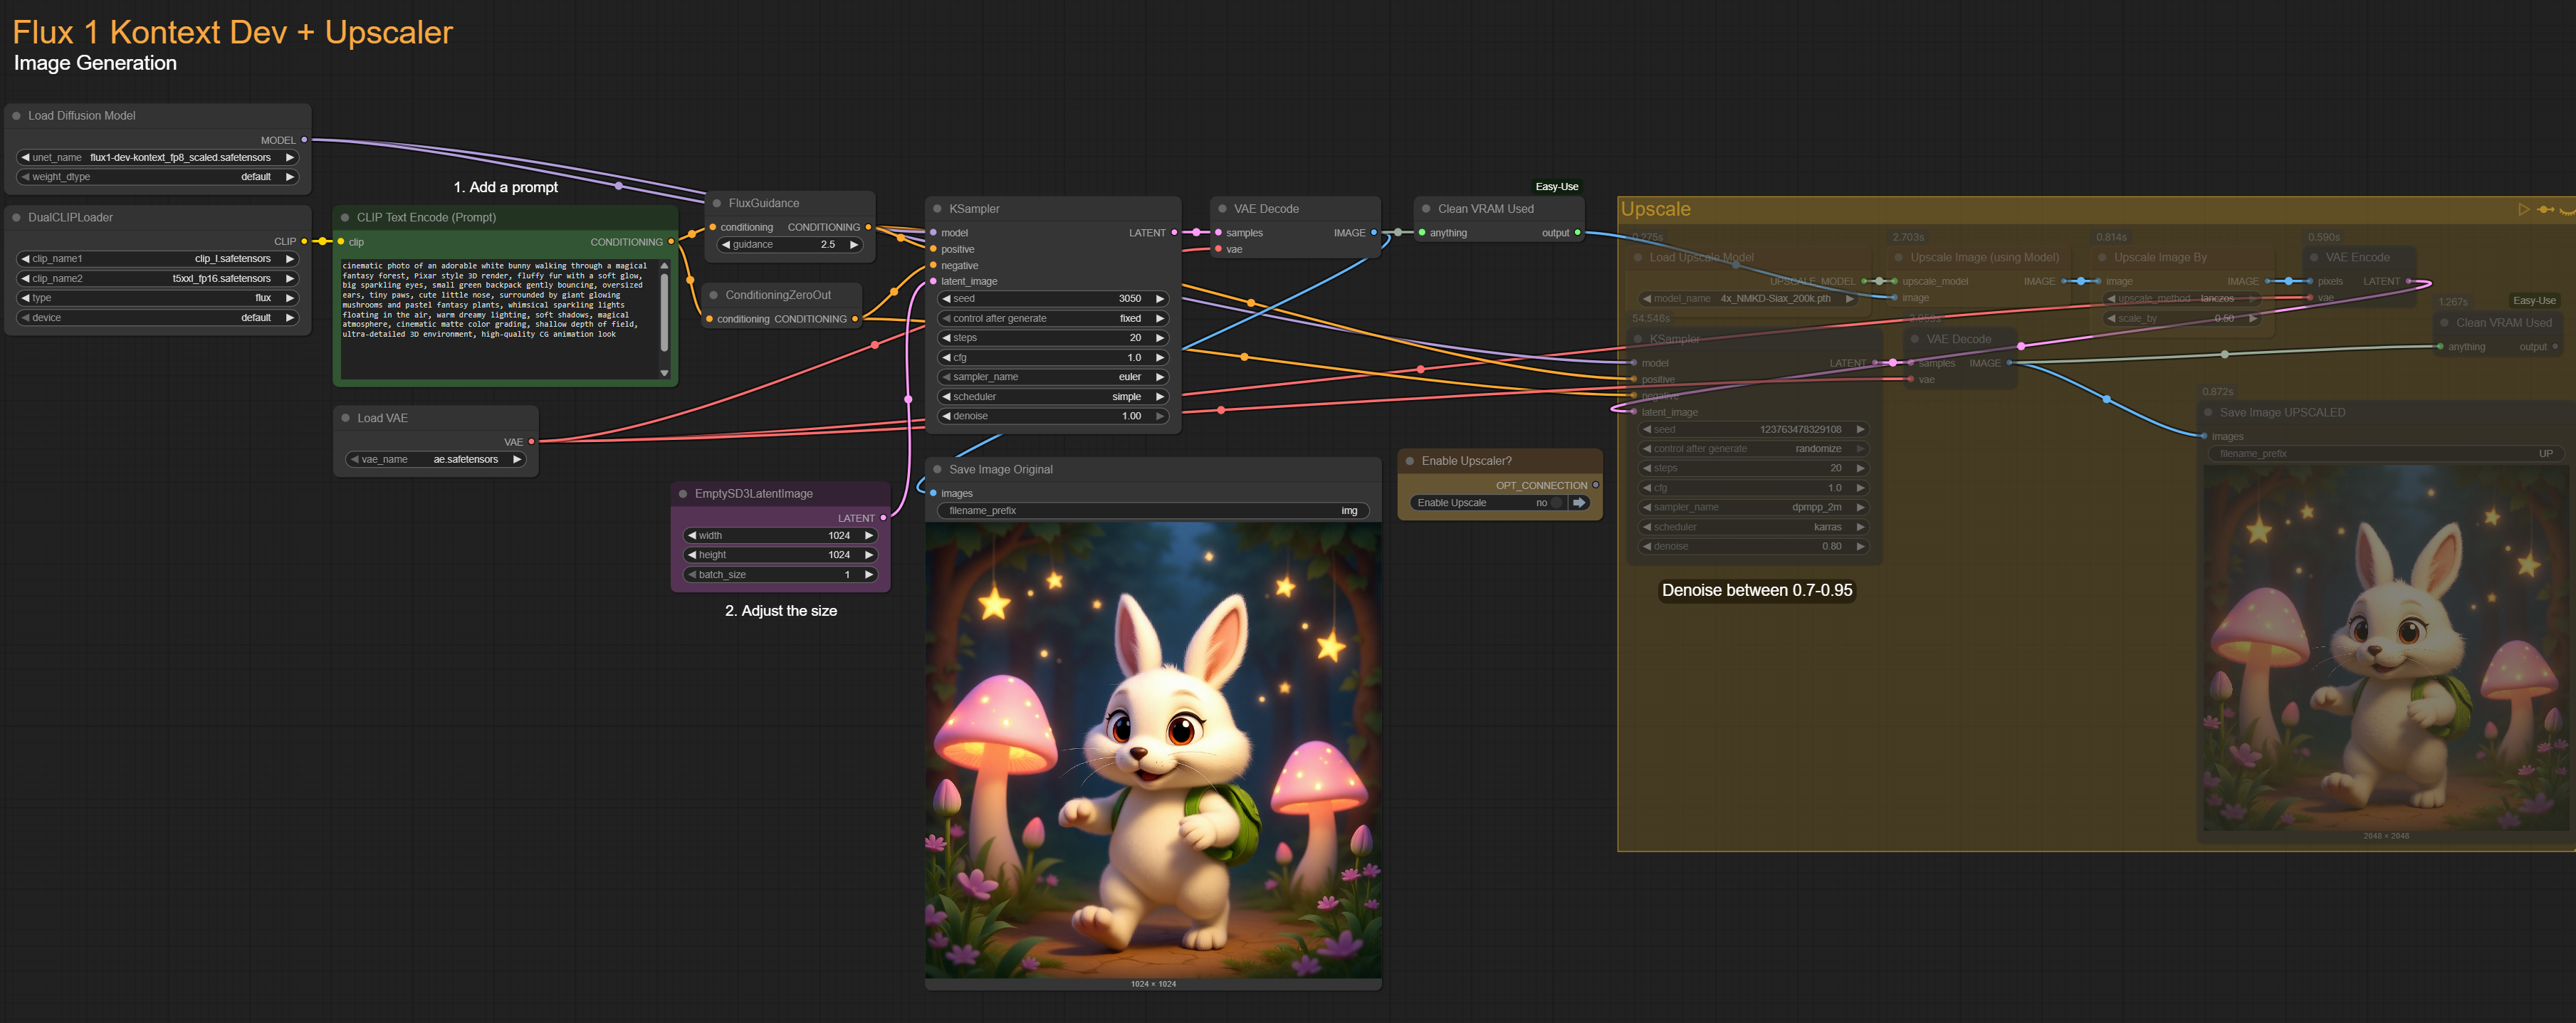 Flux 1 Kontext Dev + Upscaler
Image Generation
Load Diffusion Model
MODEL
unet_name flux1-dev-kontext_fp8_scaled.safetensors
weight_dtype default
DualCLIPLoader
CLIP
clip_name1 clip_l.safetensors
clip_name2 t5xxl_fp16.safetensors
type flux
device default
1. Add a prompt
CLIP Text Encode (Prompt)
clip CONDITIONING
cinematic photo of an adorable white bunny walking through a magical
fantasy forest, Pixar style 3D render, fluffy fur with a soft glow,
big sparkling eyes, small green backpack gently bouncing, oversized
ears, tiny paws, cute little nose, surrounded by giant glowing
mushrooms and pastel fantasy plants, whimsical sparkling lights
floating in the air, warm dreamy lighting, soft shadows, magical
atmosphere, cinematic matte color grading, shallow depth of field,
ultra-detailed 3D environment, high-quality CG animation look
Load VAE
VAE
vae_name ae.safetensors
FluxGuidance
conditioning CONDITIONING
guidance 2.5
ConditioningZeroOut
conditioning CONDITIONING
EmptySD3LatentImage
LATENT
width 1024
height 1024
batch_size 1
2. Adjust the size
KSampler
model LATENT
positive
negative
latent_image
seed 3050
control after generate fixed
steps 20
cfg 1.0
sampler_name euler
scheduler simple
denoise 1.00
VAE Decode
samples IMAGE
vae
Easy-Use
Clean VRAM Used
anything output
Save Image Original
images
filename_prefix img
1024 × 1024
Enable Upscaler?
OPT_CONNECTION
Enable Upscale no
Upscale
0.275s
Load Upscale Model
UPSCALE_MODEL
model_name 4x_NMKD-Siax_200k.pth
2.703s
Upscale Image (using Model)
upscale_model IMAGE
image
0.814s
Upscale Image By
image IMAGE
upscale_method lanczos
scale_by 0.50
0.590s
VAE Encode
pixels LATENT
vae
54.546s
KSampler
model LATENT
positive
negative
latent_image
seed 123763478329108
control after generate randomize
steps 20
cfg 1.0
sampler_name dpmpp_2m
scheduler karras
denoise 0.80
Denoise between 0.7-0.95
VAE Decode
samples IMAGE
vae
1.267s
Easy-Use
Clean VRAM Used
anything output
0.872s
Save Image UPSCALED
images
filename_prefix UP
2048 × 2048